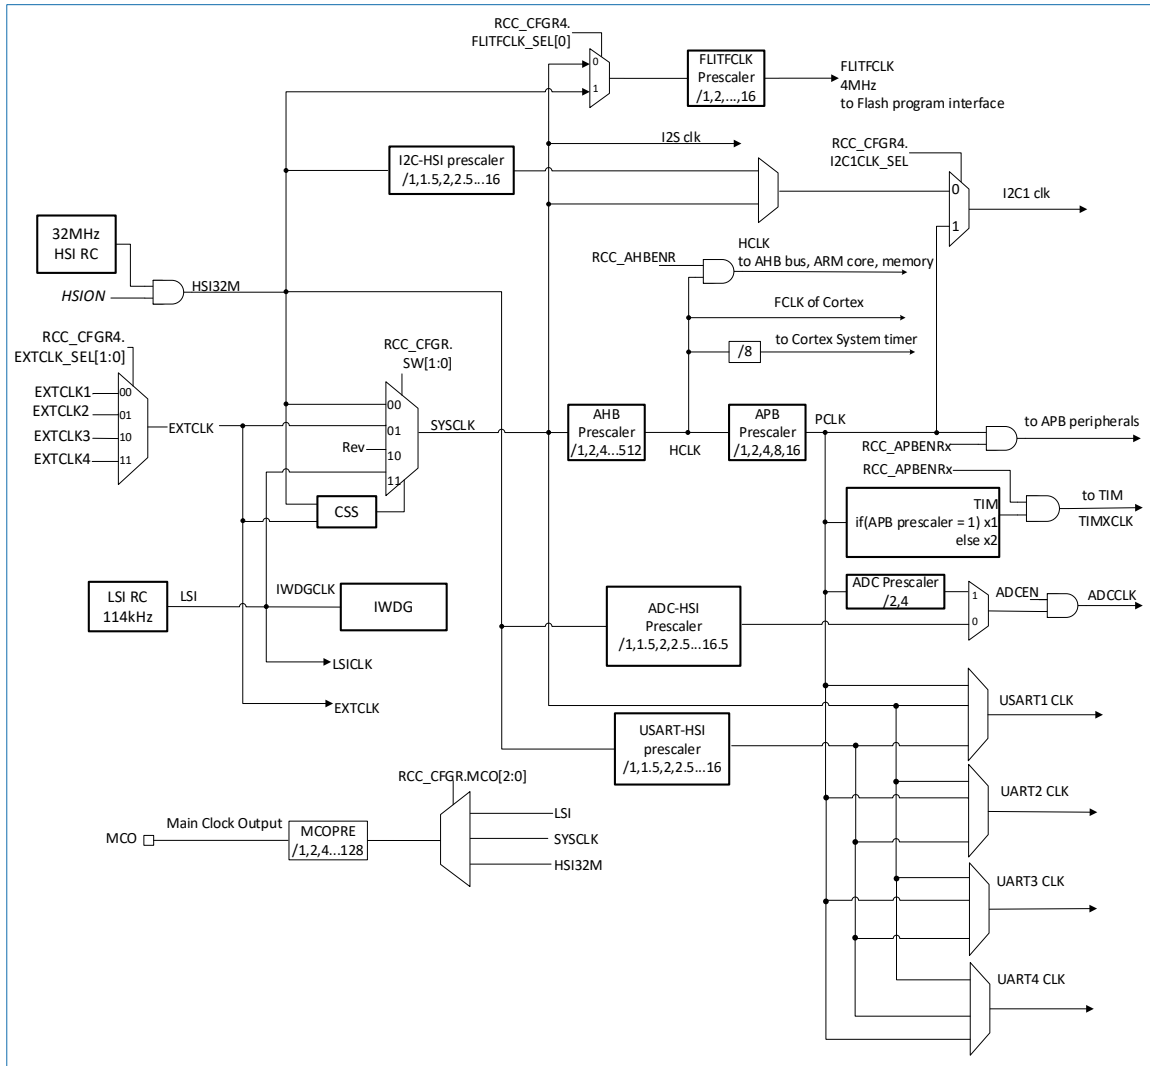 RCC_CFGR4.
FLITFCLK_SEL[0]
0
1
FLITFCLK
Prescaler
/1,2,...,16
FLITFCLK
4MHz
to Flash program interface
I2S clk
I2C-HSI prescaler
/1,1.5,2,2.5...16
RCC_CFGR4.
I2C1CLK_SEL
0
1
I2C1 clk
32MHz
HSI RC
HSION
HSI32M
RCC_AHBENR
HCLK
to AHB bus, ARM core, memory
FCLK of Cortex
/8
to Cortex System timer
RCC_CFGR4.
EXTCLK_SEL[1:0]
EXTCLK1
EXTCLK2
EXTCLK3
EXTCLK4
00
01
10
11
EXTCLK
RCC_CFGR.
SW[1:0]
00
01
Rev
10
11
SYSCLK
CSS
AHB
Prescaler
/1,2,4...512
HCLK
APB
Prescaler
/1,2,4,8,16
PCLK
RCC_APBENRx
to APB peripherals
RCC_APBENRx
TIM
if(APB prescaler = 1) x1
else x2
to TIM
TIMXCLK
LSI RC
114kHz
LSI
IWDGCLK
IWDG
LSICLK
EXTCLK
ADC-HSI
Prescaler
/1,1.5,2,2.5...16.5
ADC Prescaler
/2,4
1
0
ADCEN
ADCCLK
USART-HSI
prescaler
/1,1.5,2,2.5...16
USART1 CLK
UART2 CLK
UART3 CLK
UART4 CLK
RCC_CFGR.MCO[2:0]
MCO
Main Clock Output
MCOPRE
/1,2,4...128
LSI
SYSCLK
HSI32M